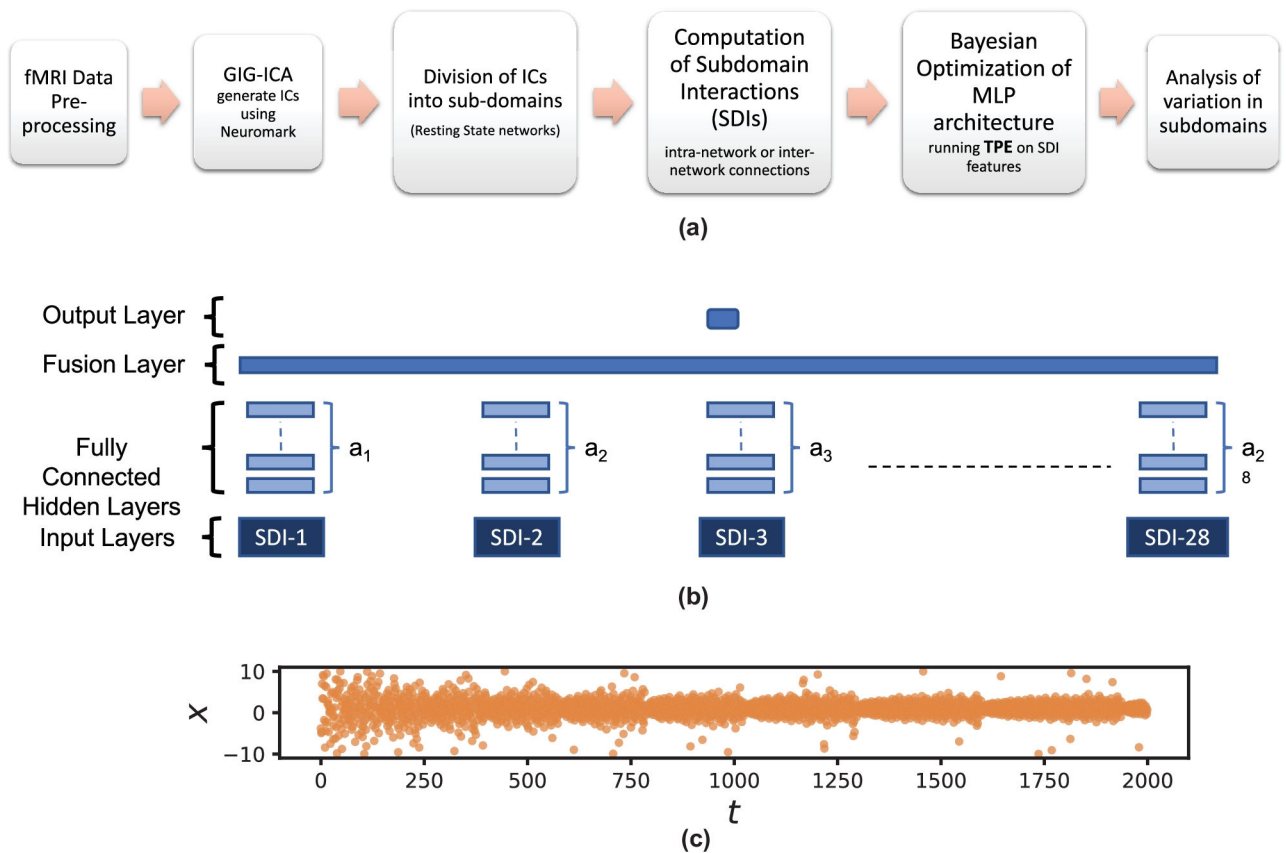 fMRI Data
Pre-
processing
GIG-ICA
generate ICs
using
Neuromark
Division of ICs
into sub-domains
(Resting State networks)
Computation
of Subdomain
Interactions
(SDIs)
intra-network or inter-
network connections
Bayesian
Optimization of
MLP
architecture
running TPE on SDI
features
Analysis of
variation in
subdomains
(a)
Output Layer
Fusion Layer
Fully
Connected
Hidden Layers
a1
a2
a3
a2
8
Input Layers
SDI-1
SDI-2
SDI-3
SDI-28
(b)
10
0
−10
x
0 250 500 750 1000 1250 1500 1750 2000
t
(c)